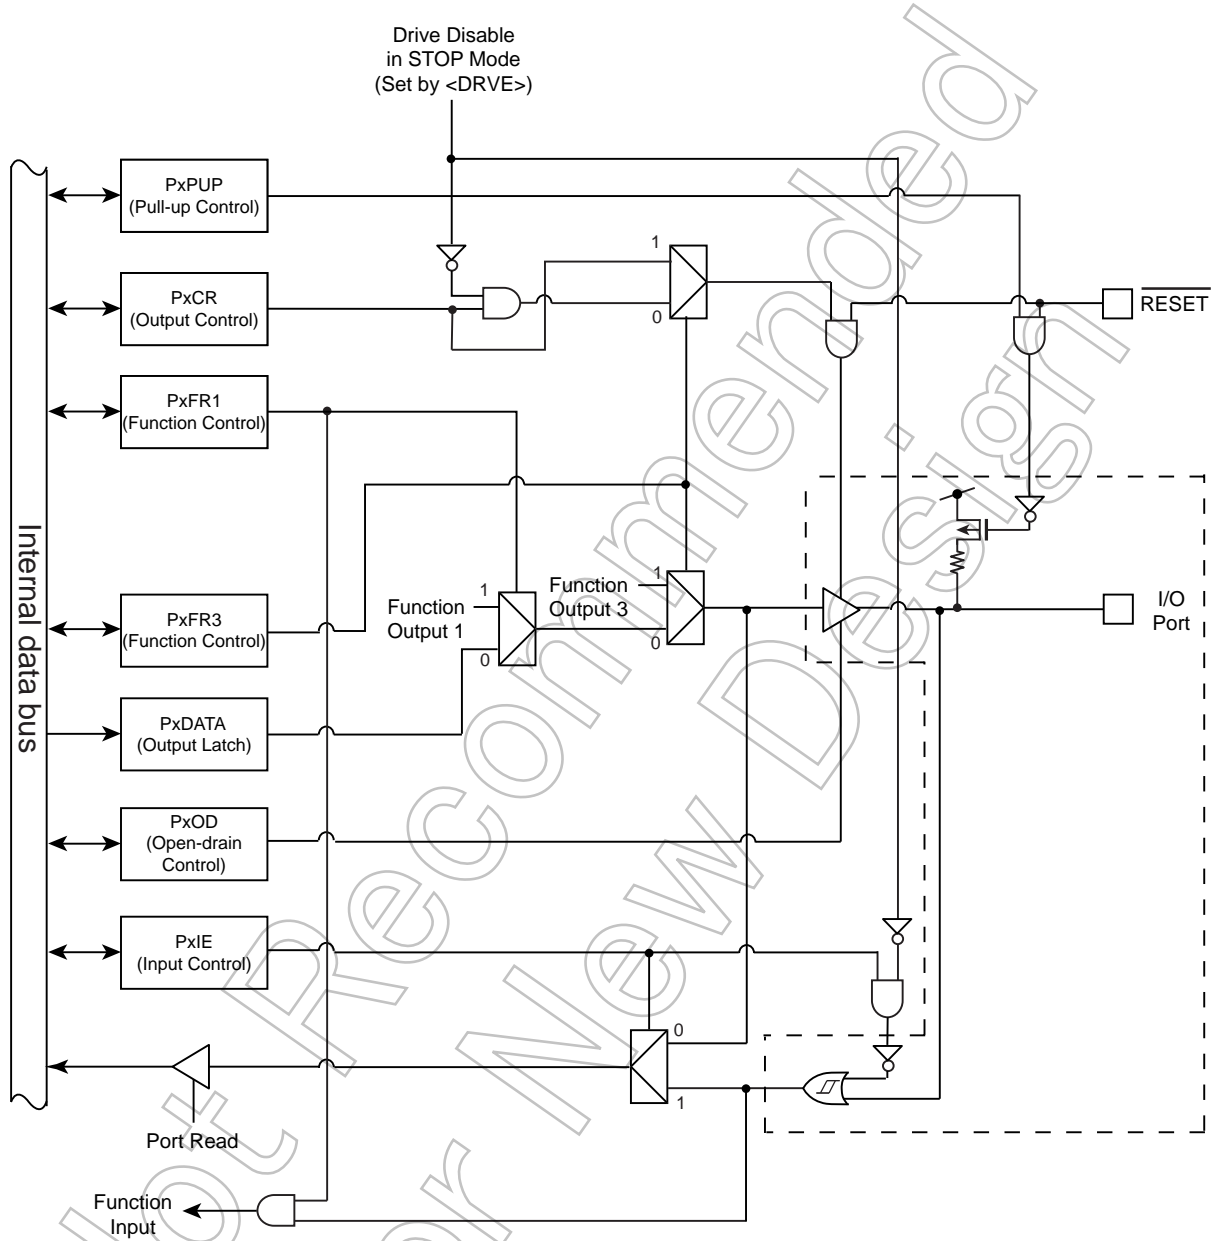 Drive Disable
in STOP Mode
(Set by <DRVE>)
PxPUP
(Pull-up Control)
1
PxCR
(Output Control)
0
RESET
PxFR1
(Function Control)
Internal data bus
1
Function
Output 1
0
1
Function
Output 3
0
I/O
Port
PxFR3
(Function Control)
PxDATA
(Output Latch)
PxOD
(Open-drain
Control)
PxIE
(Input Control)
0
1
Port Read
Function
Input
Not Recommended
for New Design